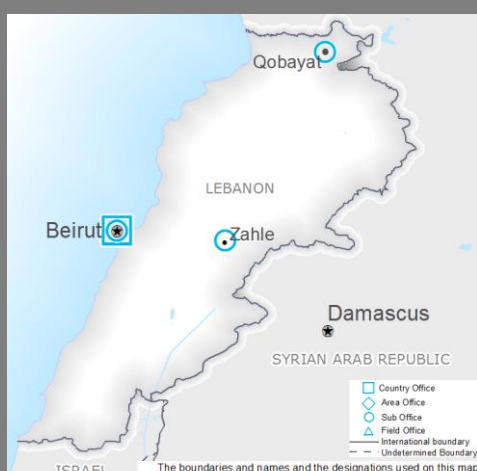 Qobayat
LEBANON
Beirut
Zahle
Damascus
SYRIAN ARAB REPUBLIC
Country Office
Area Office
Sub Office
Field Office
International boundary
Undetermined Boundary
ISRAEL
The boundaries and names and the designations used on this map